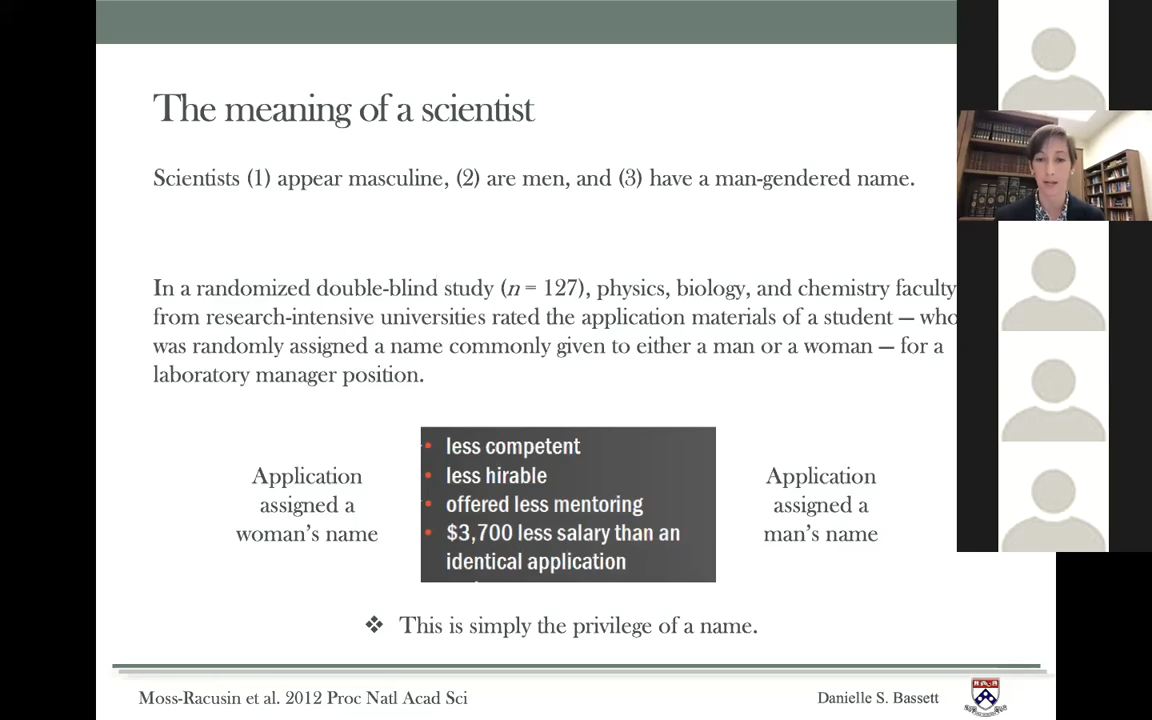 The meaning of a scientist
Scientists (1) appear masculine, (2) are men, and (3) have a man-gendered name.
In a randomized double-blind study (n = 127), physics, biology, and chemistry faculty
from research-intensive universities rated the application materials of a student — who
was randomly assigned a name commonly given to either a man or a woman — for a
laboratory manager position.
Application
assigned a
woman's name
• less competent
• less hirable
• offered less mentoring
• $3,700 less salary than an
identical application
Application
assigned a
man's name
❖ This is simply the privilege of a name.
Moss-Racusin et al. 2012 Proc Natl Acad Sci
Danielle S. Bassett